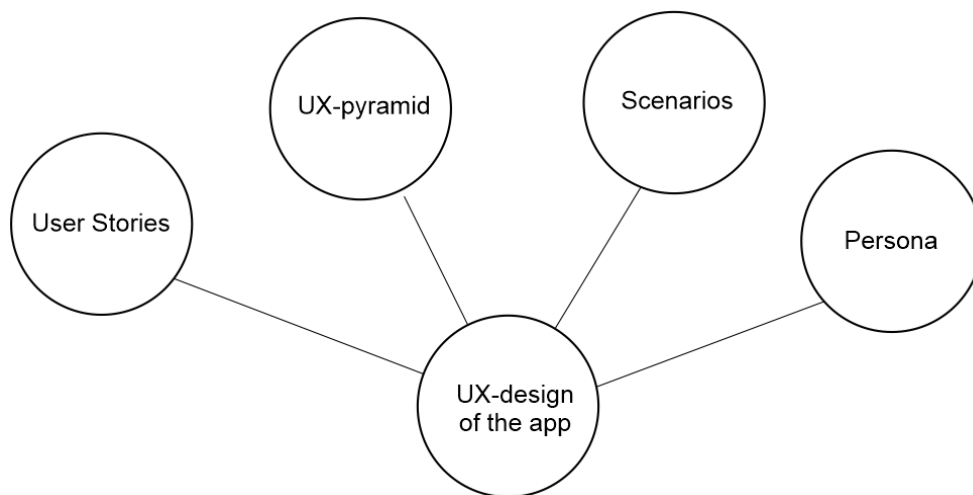 UX-pyramid
Scenarios
User Stories
Persona
UX-design
of the app